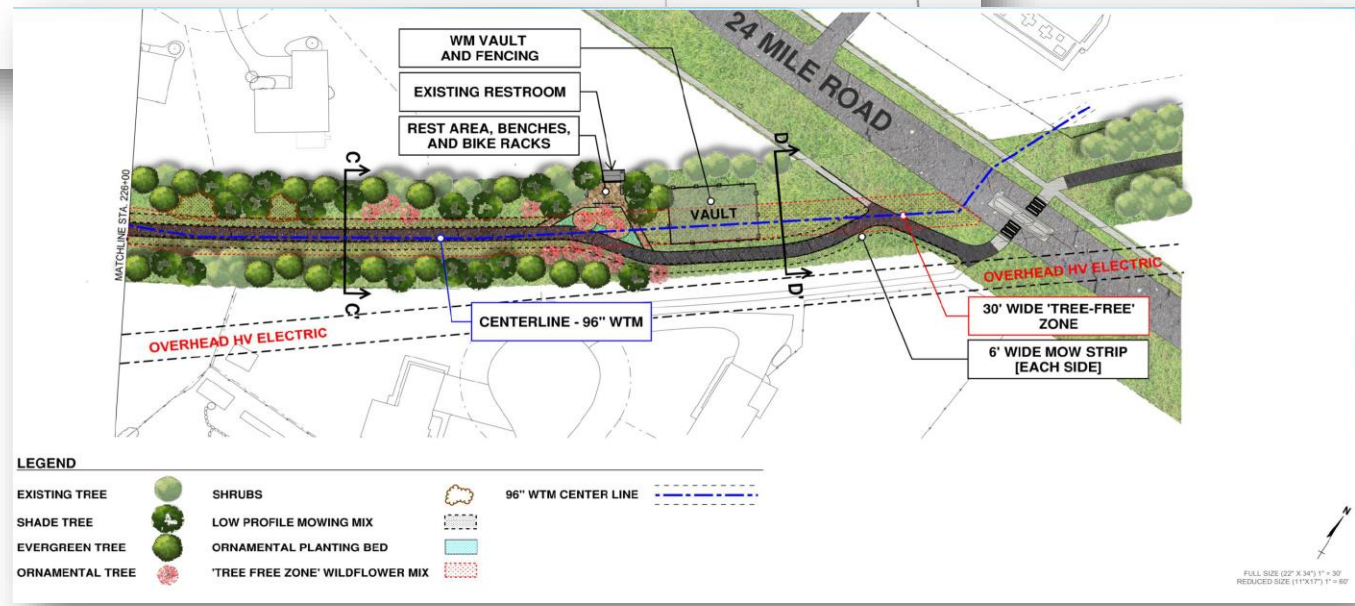 WM VAULT
AND FENCING
EXISTING RESTROOM
REST AREA, BENCHES,
AND BIKE RACKS
24 MILE ROAD
D
C
VAULT
MATCHLINE STA. 226+00
C'
D'
CENTERLINE - 96" WTM
OVERHEAD HV ELECTRIC
OVERHEAD HV ELECTRIC
30' WIDE 'TREE-FREE'
ZONE
6' WIDE MOW STRIP
[EACH SIDE]
LEGEND
EXISTING TREE
SHADE TREE
EVERGREEN TREE
ORNAMENTAL TREE
SHRUBS
LOW PROFILE MOWING MIX
ORNAMENTAL PLANTING BED
'TREE FREE ZONE' WILDFLOWER MIX
96" WTM CENTER LINE
N
FULL SIZE (22" X 34") 1" = 30'
REDUCED SIZE (11"X17") 1" = 60'